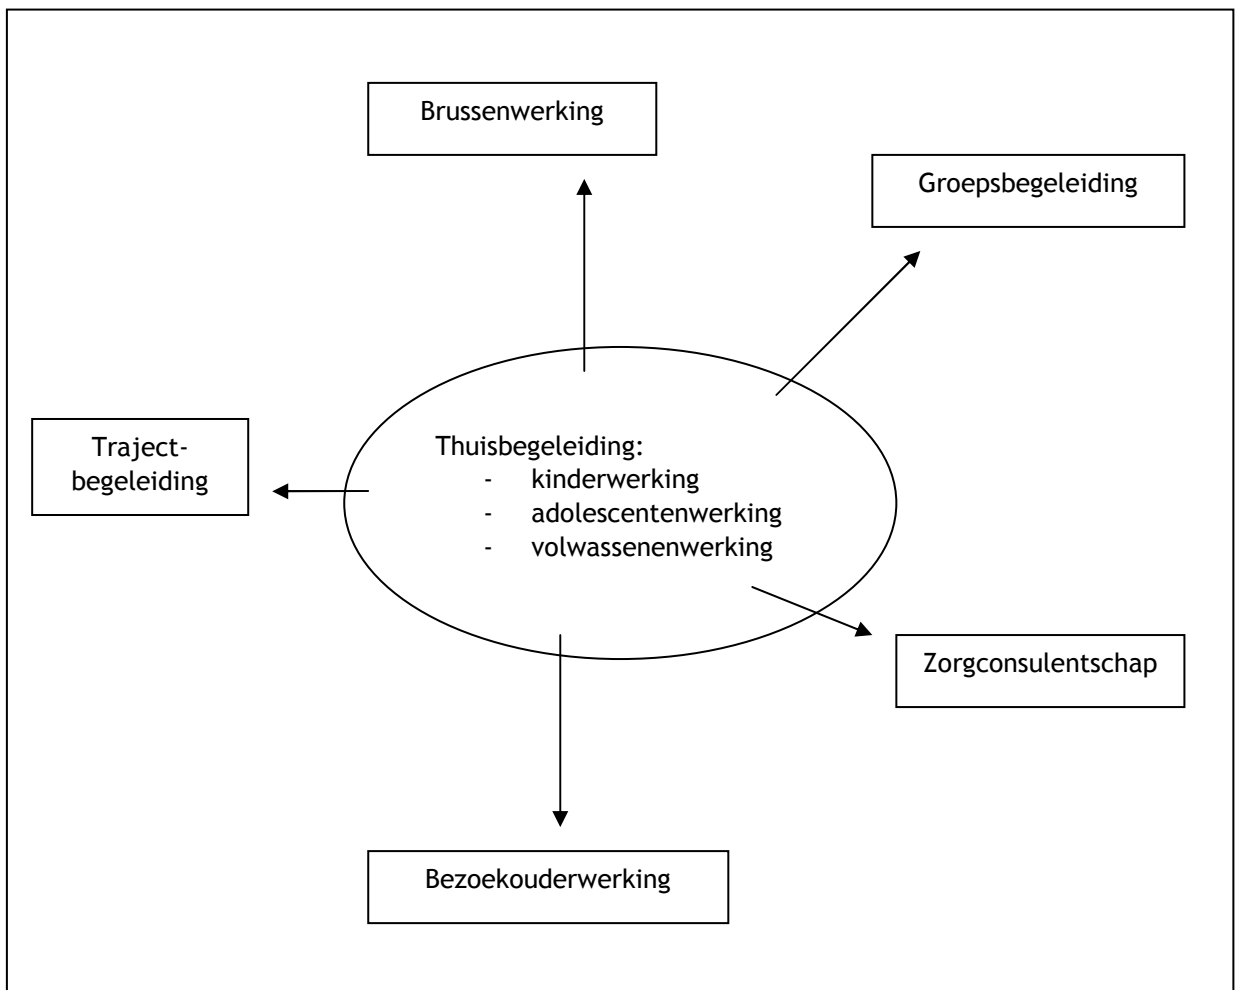 Brussenwerking
Groepsbegeleiding
Traject-
begeleiding
Thuisbegeleiding:
- kinderwerking
- adolescentenwerking
- volwassenenwerking
Zorgconsulentschap
Bezoekouderwerking